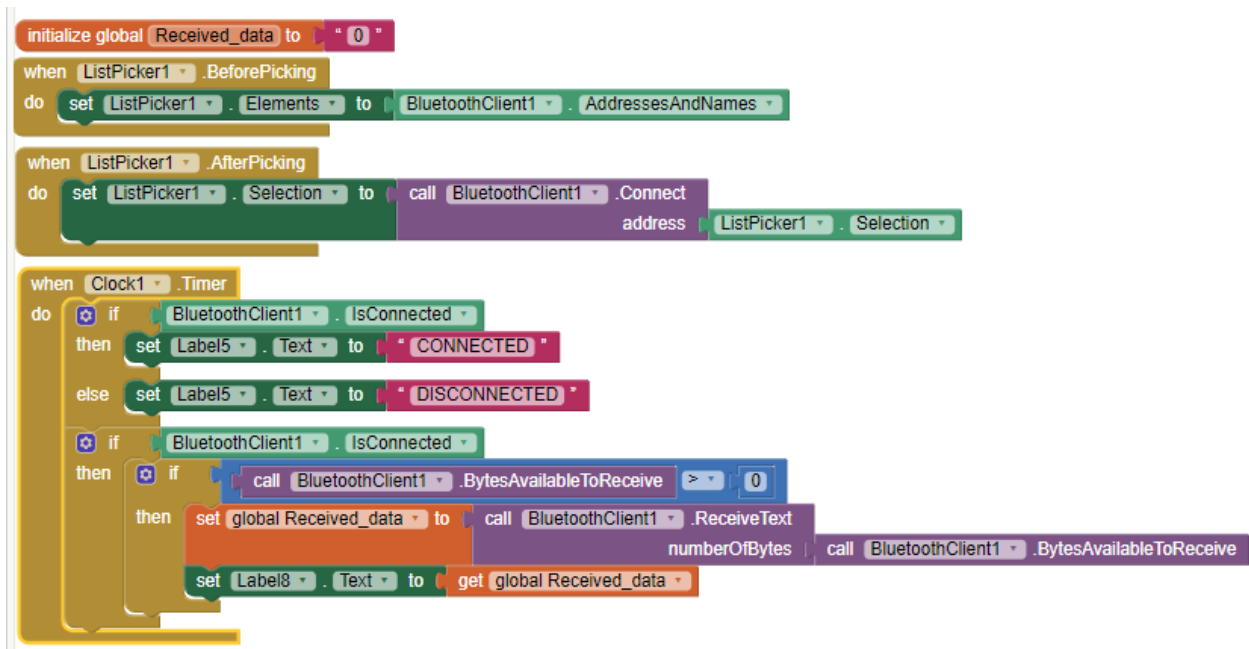 initialize global Received_data to " 0 "
when ListPicker1 .BeforePicking
do set ListPicker1 . Elements to BluetoothClient1 . AddressesAndNames
when ListPicker1 .AfterPicking
do set ListPicker1 . Selection to call BluetoothClient1 .Connect
address ListPicker1 . Selection
when Clock1 .Timer
do if BluetoothClient1 . IsConnected
then set Label5 . Text to " CONNECTED "
else set Label5 . Text to " DISCONNECTED "
if BluetoothClient1 . IsConnected
then if call BluetoothClient1 .BytesAvailableToReceive > 0
then set global Received_data to call BluetoothClient1 .ReceiveText
numberOfBytes call BluetoothClient1 .BytesAvailableToReceive
set Label8 . Text to get global Received_data